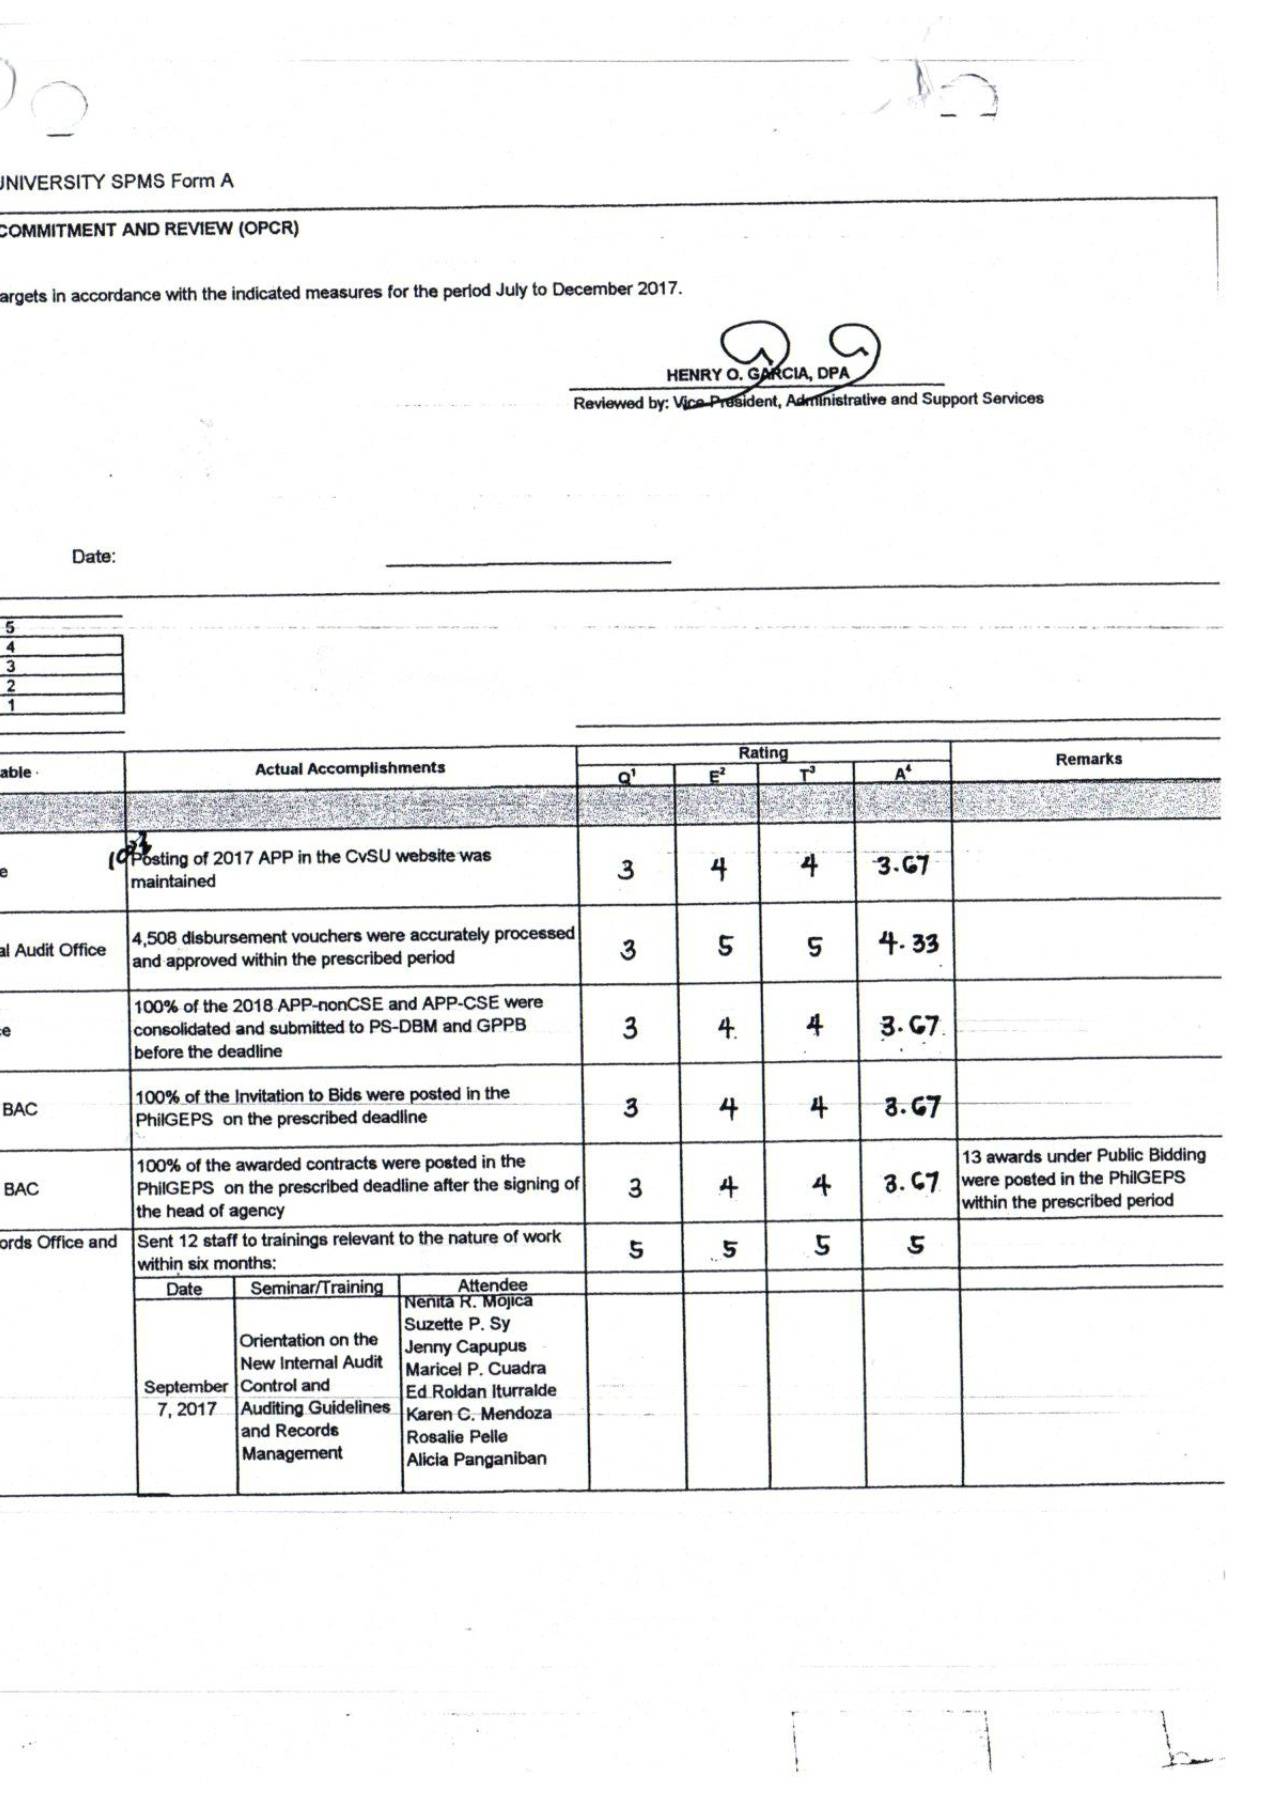 UNIVERSITY SPMS Form A
COMMITMENT AND REVIEW (OPCR)
argets in accordance with the indicated measures for the period July to December 2017.
HENRY O. GARCIA, DPA
Reviewed by: Vice President, Administrative and Support Services
Date:
5
4
3
2
1
able
Actual Accomplishments
Rating
Remarks
Q¹ E² T³ A⁴
e
Posting of 2017 APP in the CvSU website was
maintained
3 4 4 3.67
al Audit Office
4,508 disbursement vouchers were accurately processed
and approved within the prescribed period
3 5 5 4.33
e
100% of the 2018 APP-nonCSE and APP-CSE were
consolidated and submitted to PS-DBM and GPPB
before the deadline
3 4 4 3.67
BAC
100% of the Invitation to Bids were posted in the
PhilGEPS on the prescribed deadline
3 4 4 3.67
BAC
100% of the awarded contracts were posted in the
PhilGEPS on the prescribed deadline after the signing of
the head of agency
3 4 4 3.67
13 awards under Public Bidding
were posted in the PhilGEPS
within the prescribed period
ords Office and
Sent 12 staff to trainings relevant to the nature of work
within six months:
5 5 5 5
Date Seminar/Training Attendee
September
7, 2017
Orientation on the
New Internal Audit
Control and
Auditing Guidelines
and Records
Management
Nenita R. Mojica
Suzette P. Sy
Jenny Capupus
Maricel P. Cuadra
Ed Roldan Iturralde
Karen C. Mendoza
Rosalie Pelle
Alicia Panganiban